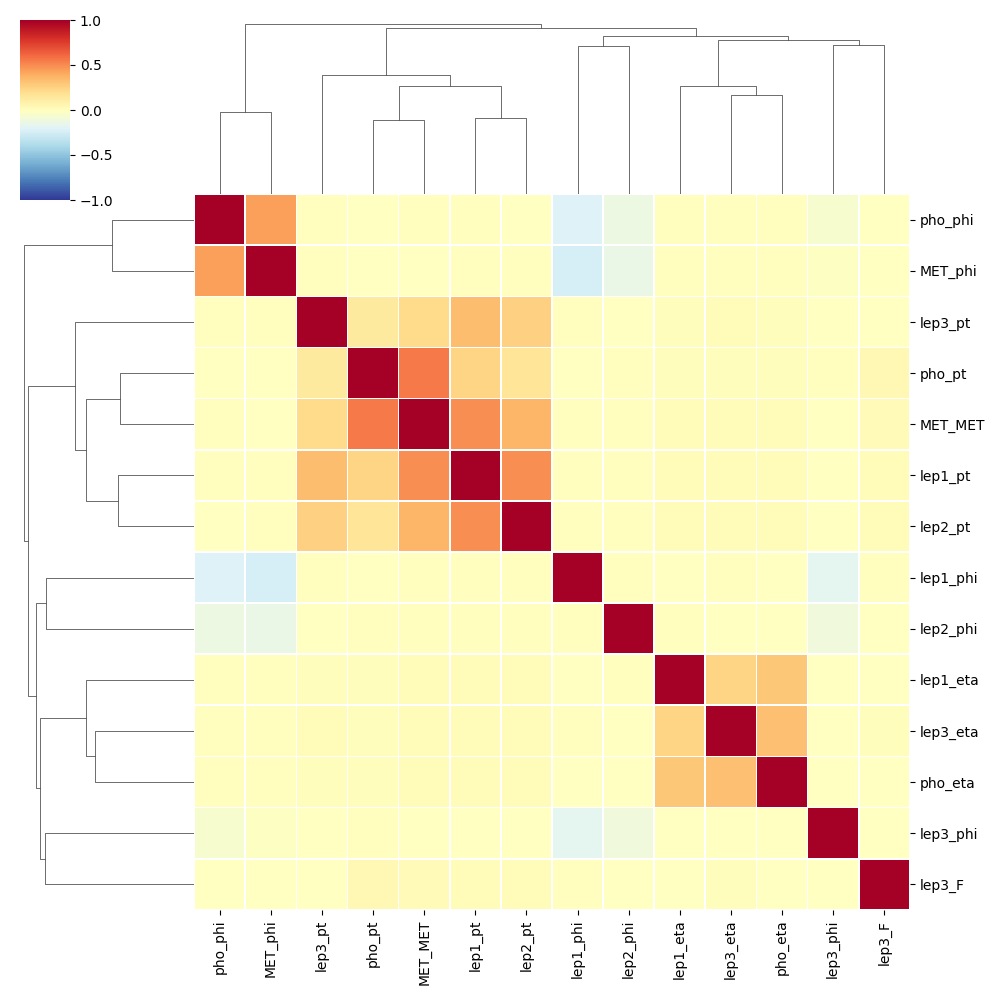 1.0
0.5
0.0
−0.5
−1.0
pho_phi
MET_phi
lep3_pt
pho_pt
MET_MET
lep1_pt
lep2_pt
lep1_phi
lep2_phi
lep1_eta
lep3_eta
pho_eta
lep3_phi
lep3_F
pho_phi
MET_phi
lep3_pt
pho_pt
MET_MET
lep1_pt
lep2_pt
lep1_phi
lep2_phi
lep1_eta
lep3_eta
pho_eta
lep3_phi
lep3_F